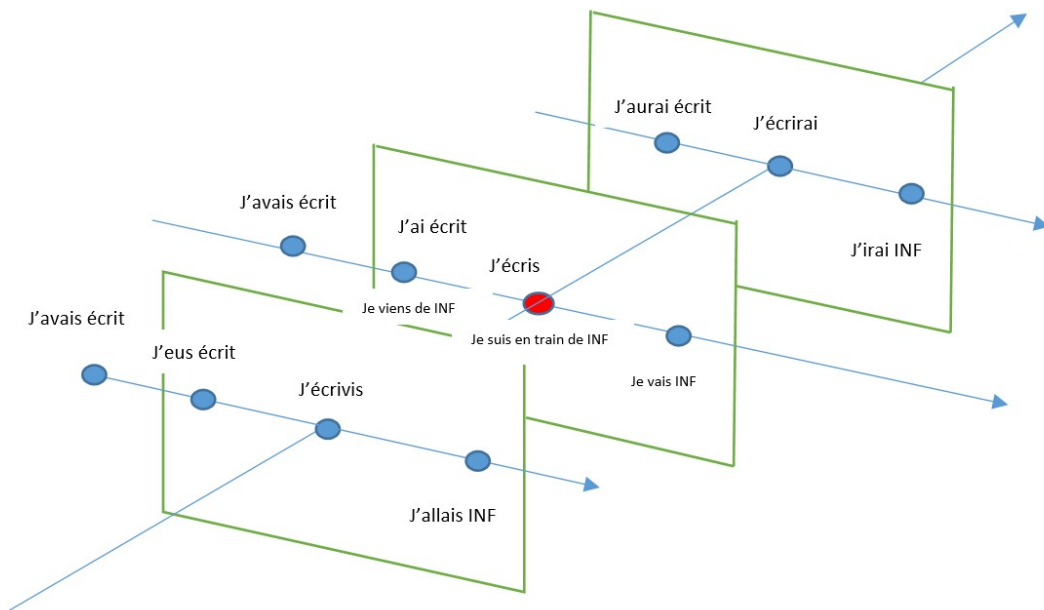 J’aurai écrit
J’écrirai
J’irai INF
J’avais écrit
J’ai écrit
J’écris
Je viens de INF
Je suis en train de INF
Je vais INF
J’avais écrit
J’eus écrit
J’écrivis
J’allais INF